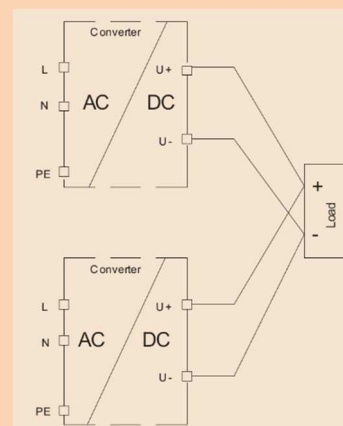 Converter
L
U+
N
AC
DC
U-
PE
+
Load
-
Converter
L
U+
N
AC
DC
U-
PE